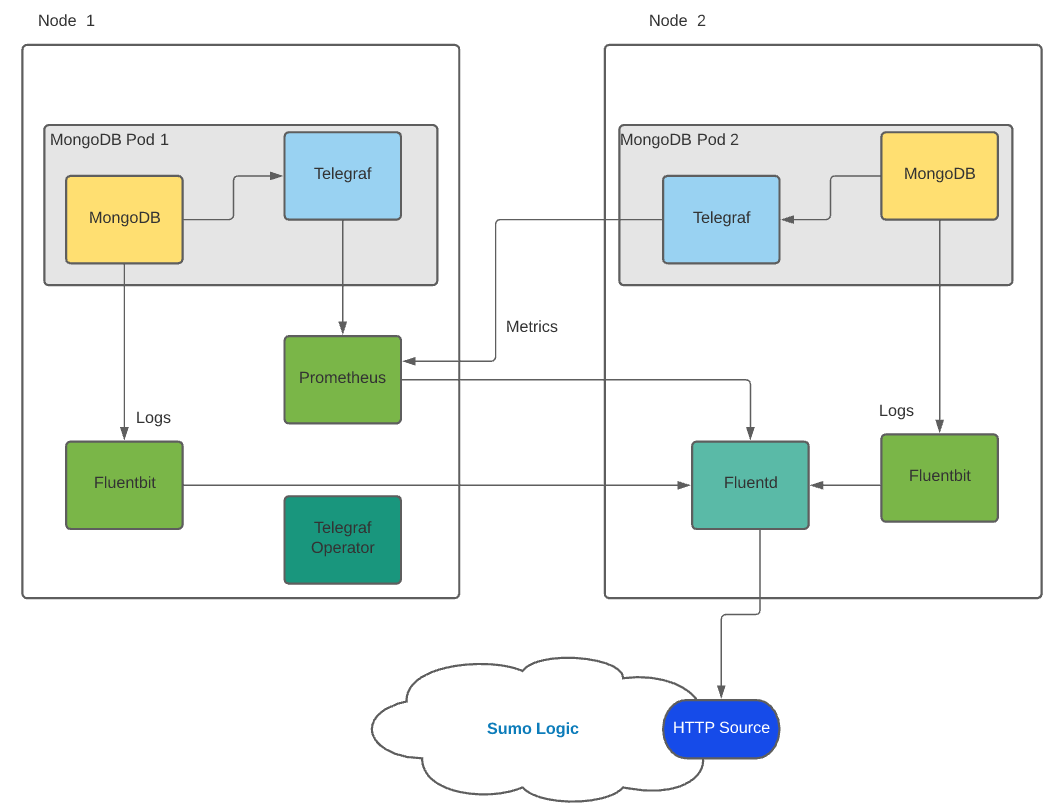 Node 1
Node 2
MongoDB Pod 1
Telegraf
MongoDB
MongoDB Pod 2
MongoDB
Telegraf
Metrics
Prometheus
Logs
Logs
Fluentbit
Fluentd
Fluentbit
Telegraf
Operator
Sumo Logic
HTTP Source